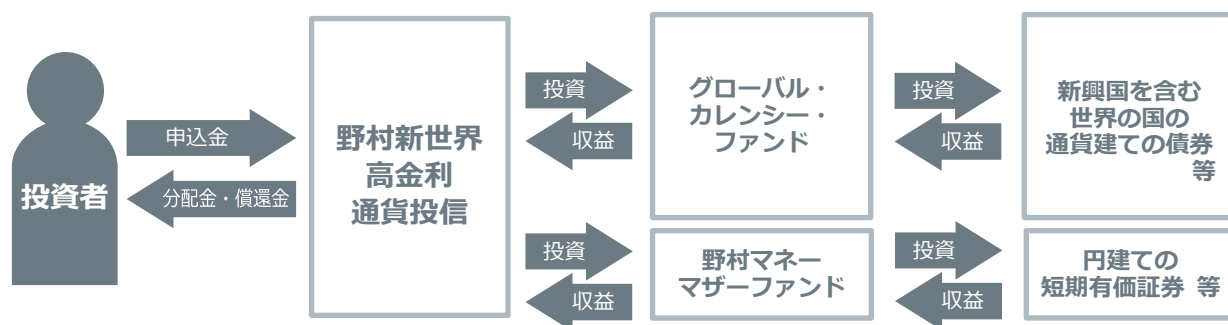 投資者
申込金
分配金・償還金
野村新世界
高金利
通貨投信
投資
収益
グローバル・
カレンシー・
ファンド
投資
収益
新興国を含む
世界の国の
通貨建ての債券
等
投資
収益
野村マネー
マザーファンド
投資
収益
円建ての
短期有価証券 等